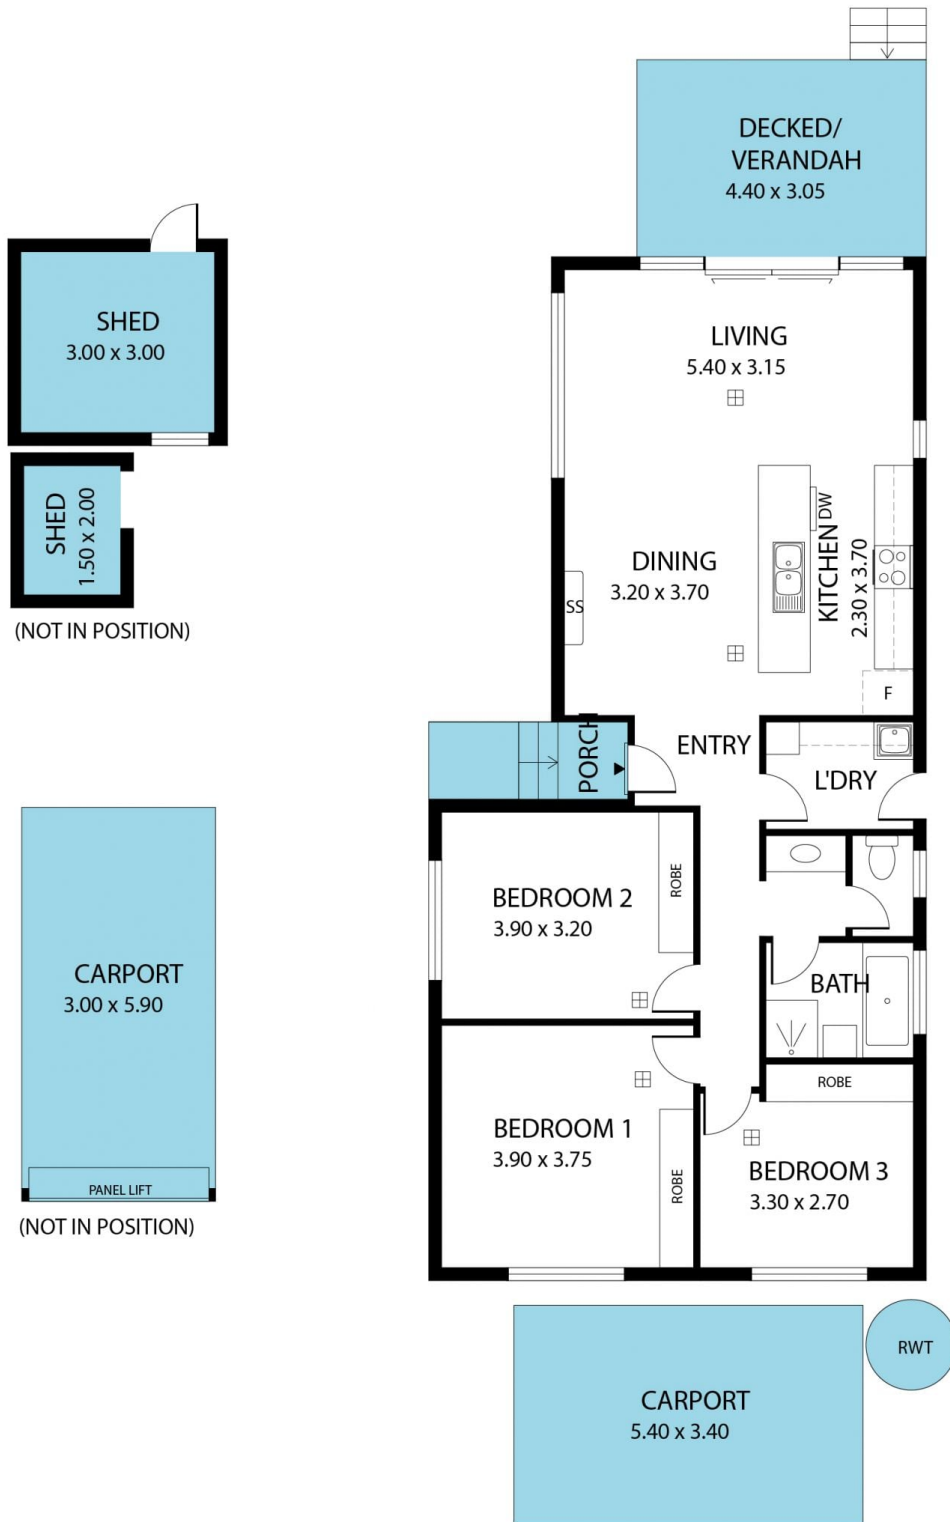 DECKED/
VERANDAH
4.40 x 3.05
SHED
3.00 x 3.00
LIVING
5.40 x 3.15
SHED
1.50 x 2.00
(NOT IN POSITION)
DW
KITCHEN
2.30 x 3.70
DINING
3.20 x 3.70
SS
F
PORCH
ENTRY
L'DRY
BEDROOM 2
3.90 x 3.20
ROBE
CARPORT
3.00 x 5.90
PANEL LIFT
(NOT IN POSITION)
BATH
BEDROOM 1
3.90 x 3.75
ROBE
ROBE
BEDROOM 3
3.30 x 2.70
RWT
CARPORT
5.40 x 3.40